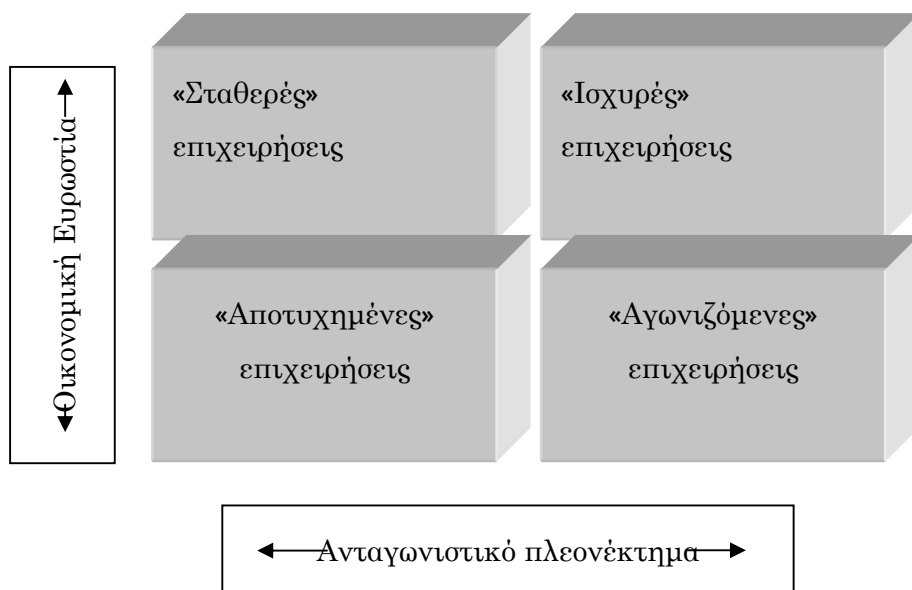 «Σταθερές»
επιχειρήσεις
«Ισχυρές»
επιχειρήσεις
Οικονομική Ευρωστία
«Αποτυχημένες»
επιχειρήσεις
«Αγωνιζόμενες»
επιχειρήσεις
Ανταγωνιστικό πλεονέκτημα